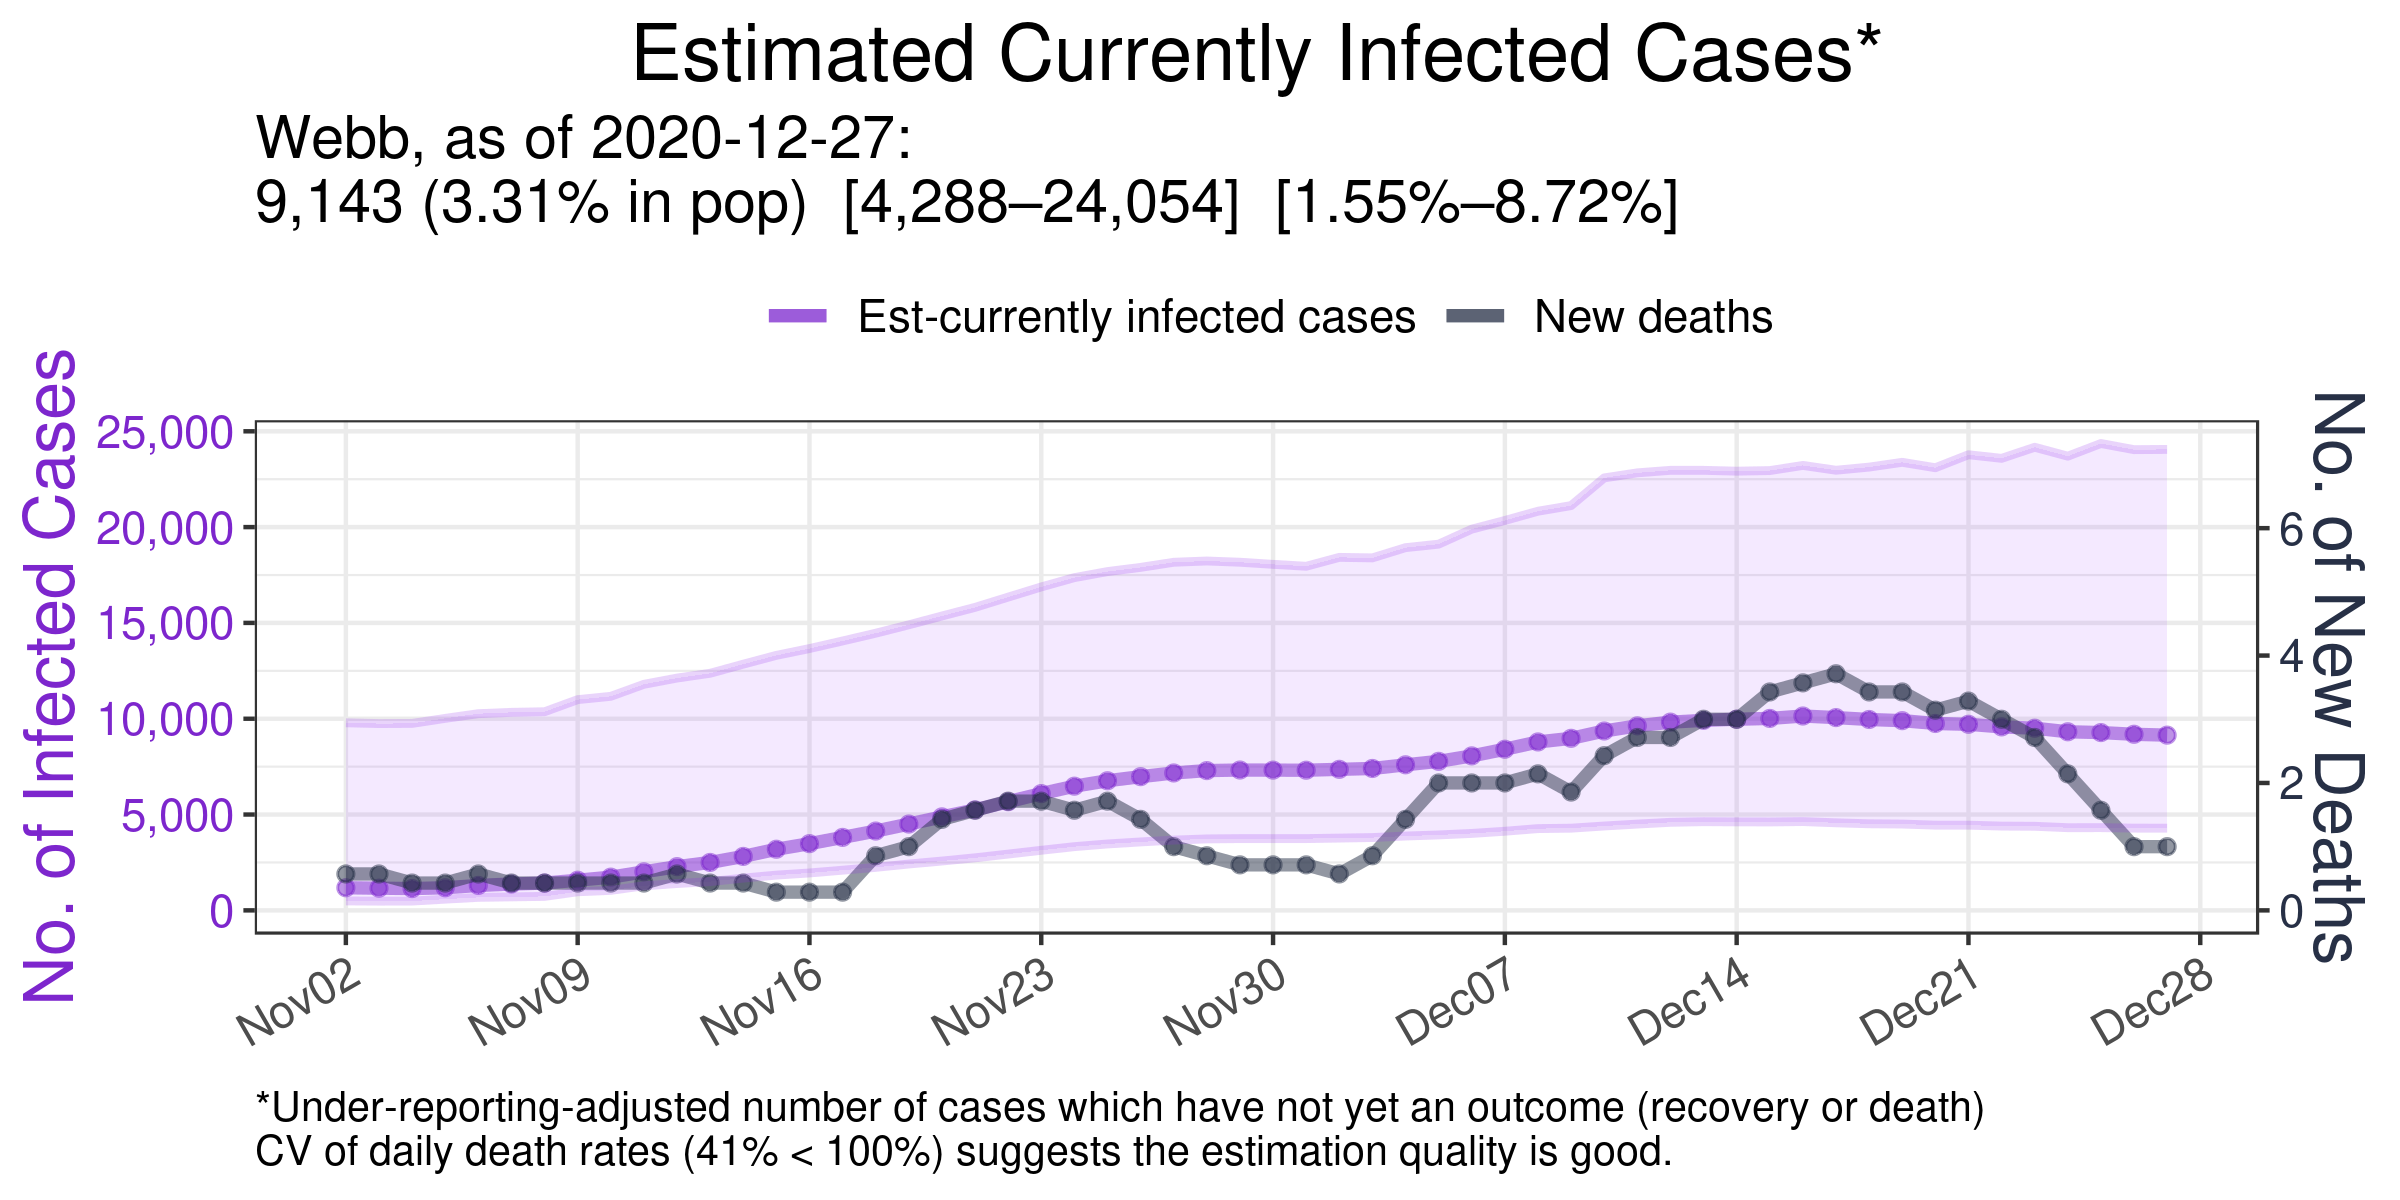 Estimated Currently Infected Cases*
Webb, as of 2020-12-27:
9,143 (3.31% in pop)  [4,288–24,054]  [1.55%–8.72%]
Est-currently infected cases
New deaths
No. of Infected Cases
25,000
20,000
15,000
10,000
5,000
0
6
4
2
0
No. of New Deaths
Nov02
Nov09
Nov16
Nov23
Nov30
Dec07
Dec14
Dec21
Dec28
*Under-reporting-adjusted number of cases which have not yet an outcome (recovery or death)
CV of daily death rates (41% < 100%) suggests the estimation quality is good.